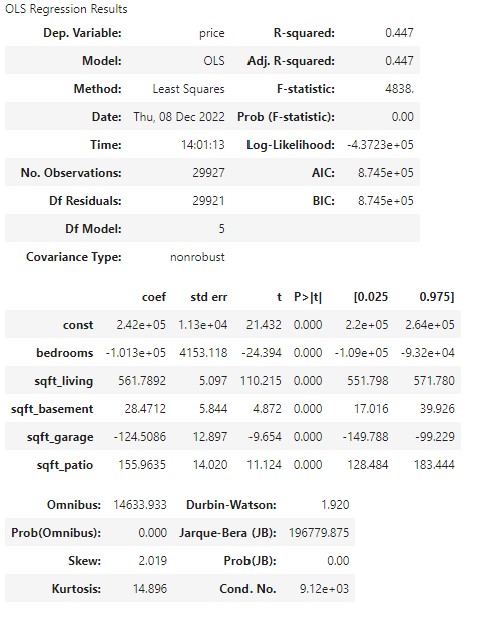 OLS Regression Results
Dep. Variable: price R-squared: 0.447
Model: OLS Adj. R-squared: 0.447
Method: Least Squares F-statistic: 4838.
Date: Thu, 08 Dec 2022 Prob (F-statistic): 0.00
Time: 14:01:13 Log-Likelihood: -4.3723e+05
No. Observations: 29927 AIC: 8.745e+05
Df Residuals: 29921 BIC: 8.745e+05
Df Model: 5
Covariance Type: nonrobust
coef std err t P>|t| [0.025 0.975]
const 2.42e+05 1.13e+04 21.432 0.000 2.2e+05 2.64e+05
bedrooms -1.013e+05 4153.118 -24.394 0.000 -1.09e+05 -9.32e+04
sqft_living 561.7892 5.097 110.215 0.000 551.798 571.780
sqft_basement 28.4712 5.844 4.872 0.000 17.016 39.926
sqft_garage -124.5086 12.897 -9.654 0.000 -149.788 -99.229
sqft_patio 155.9635 14.020 11.124 0.000 128.484 183.444
Omnibus: 14633.933 Durbin-Watson: 1.920
Prob(Omnibus): 0.000 Jarque-Bera (JB): 196779.875
Skew: 2.019 Prob(JB): 0.00
Kurtosis: 14.896 Cond. No. 9.12e+03